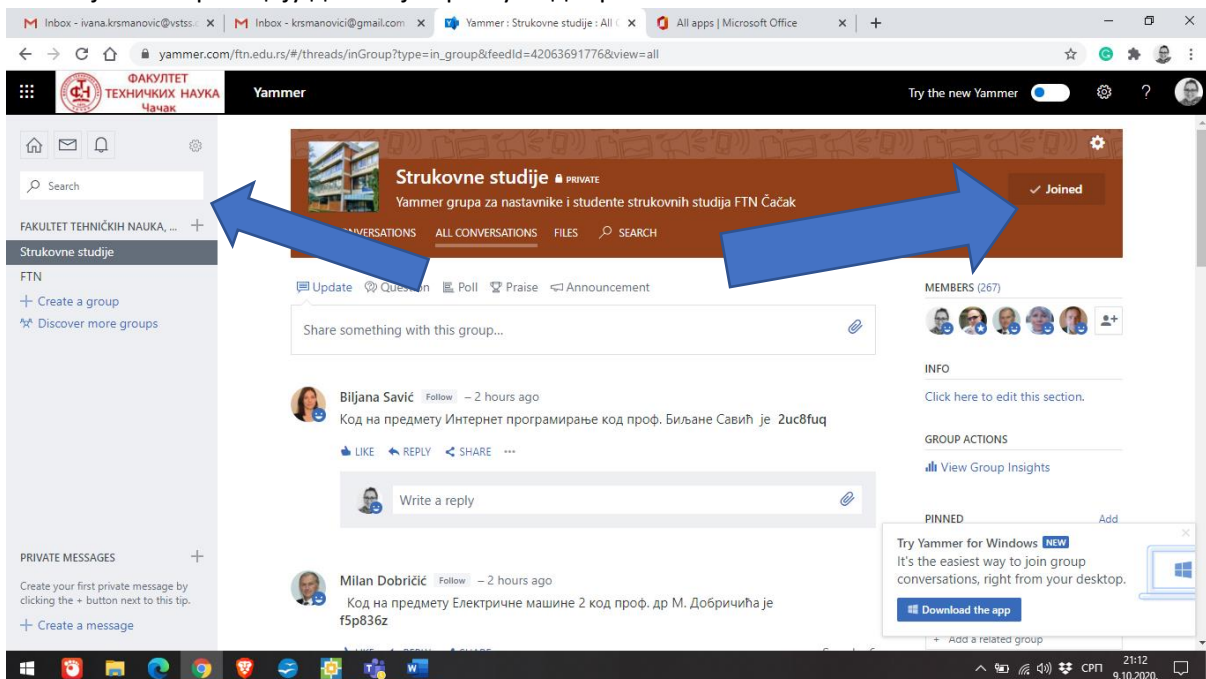 Inbox - ivana.krsmanovic@vstss.c
Inbox - krsmanovici@gmail.com
Yammer : Strukovne studije : All C
All apps | Microsoft Office
yammer.com/ftn.edu.rs/#/threads/inGroup?type=in_group&feedId=42063691776&view=all
ФАКУЛТЕТ
ТЕХНИЧКИХ НАУКА
Чачак
Yammer
Try the new Yammer
Search
FAKULTET TEHNIČKIH NAUKA, ...
Strukovne studije
FTN
Create a group
Discover more groups
PRIVATE MESSAGES
Create your first private message by
clicking the + button next to this tip.
Create a message
Strukovne studije PRIVATE
Yammer grupa za nastavnike i studente strukovnih studija FTN Čačak
Joined
ALL CONVERSATIONS FILES SEARCH
Update Question Poll Praise Announcement
Share something with this group...
Biljana Savić Follow – 2 hours ago
Код на предмету Интернет програмирање код проф. Биљане Савић је 2uc8fuq
LIKE REPLY SHARE ...
Write a reply
Milan Dobričić Follow – 2 hours ago
Код на предмету Електричне машине 2 код проф. др М. Добричића је
f5p836z
MEMBERS (267)
INFO
Click here to edit this section.
GROUP ACTIONS
View Group Insights
PINNED Add
Try Yammer for Windows NEW
It's the easiest way to join group
conversations, right from your desktop.
Download the app
+ Add a related group
СРП
21:12
9.10.2020.